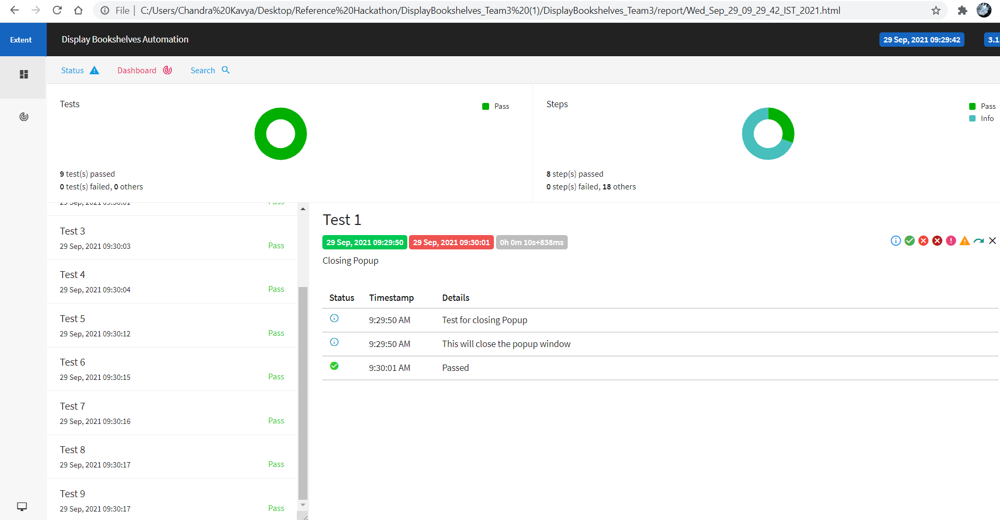 File | C:/Users/Chandra%20Kavya/Desktop/Reference%20Hackathon/DisplayBookshelves_Team3%20(1)/DisplayBookshelves_Team3/report/Wed_Sep_29_09_29_42_IST_2021.html
Extent
Display Bookshelves Automation
29 Sep, 2021 09:29:42
3.1.
Status
Dashboard
Search
Tests
Pass
9 test(s) passed
0 test(s) failed, 0 others
Steps
Pass
Info
8 step(s) passed
0 step(s) failed, 18 others
29 Sep, 2021 09:30:01
Pass
Test 3
29 Sep, 2021 09:30:03
Pass
Test 4
29 Sep, 2021 09:30:04
Pass
Test 5
29 Sep, 2021 09:30:12
Pass
Test 6
29 Sep, 2021 09:30:15
Pass
Test 7
29 Sep, 2021 09:30:16
Pass
Test 8
29 Sep, 2021 09:30:17
Pass
Test 9
29 Sep, 2021 09:30:17
Pass
Test 1
29 Sep, 2021 09:29:50
29 Sep, 2021 09:30:01
0h 0m 10s+838ms
Closing Popup
Status Timestamp Details
9:29:50 AM Test for closing Popup
9:29:50 AM This will close the popup window
9:30:01 AM Passed